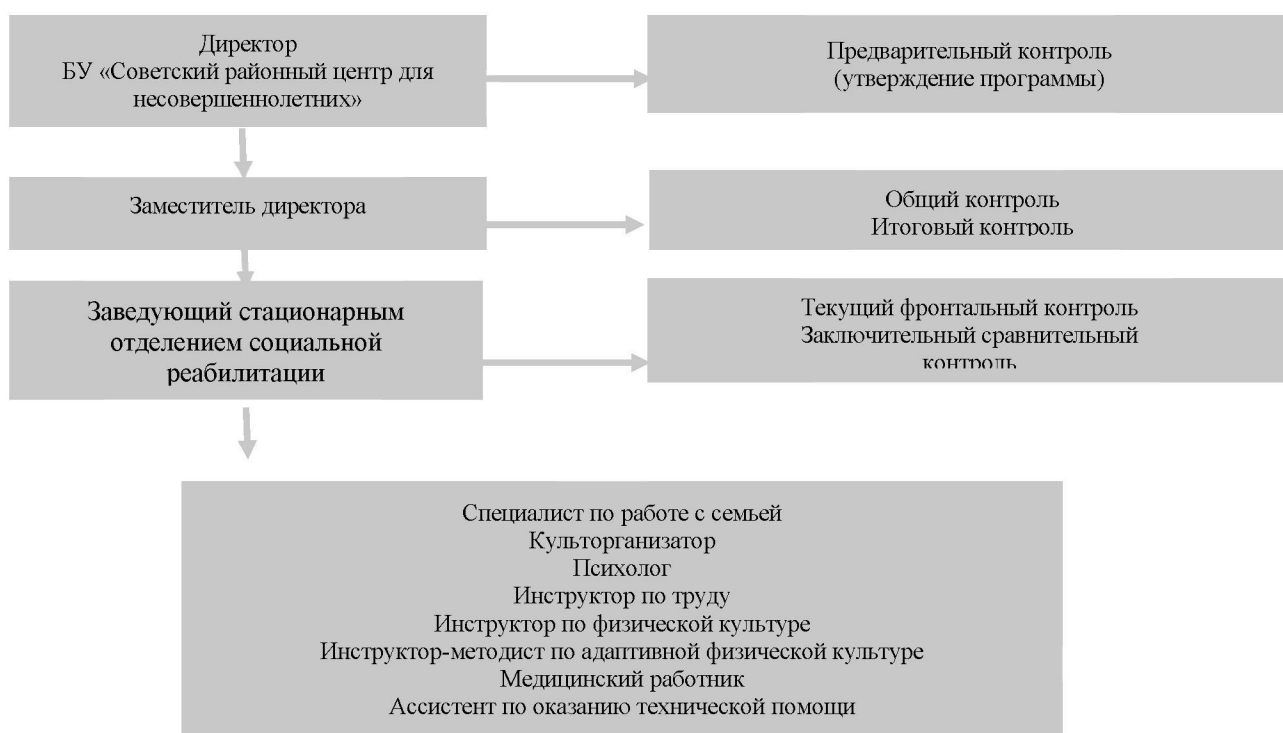 Директор
БУ «Советский районный центр для
несовершеннолетних»
Предварительный контроль
(утверждение программы)
Заместитель директора
Общий контроль
Итоговый контроль
Заведующий стационарным
отделением социальной
реабилитации
Текущий фронтальный контроль
Заключительный сравнительный
контроль
Специалист по работе с семьей
Культорганизатор
Психолог
Инструктор по труду
Инструктор по физической культуре
Инструктор-методист по адаптивной физической культуре
Медицинский работник
Ассистент по оказанию технической помощи